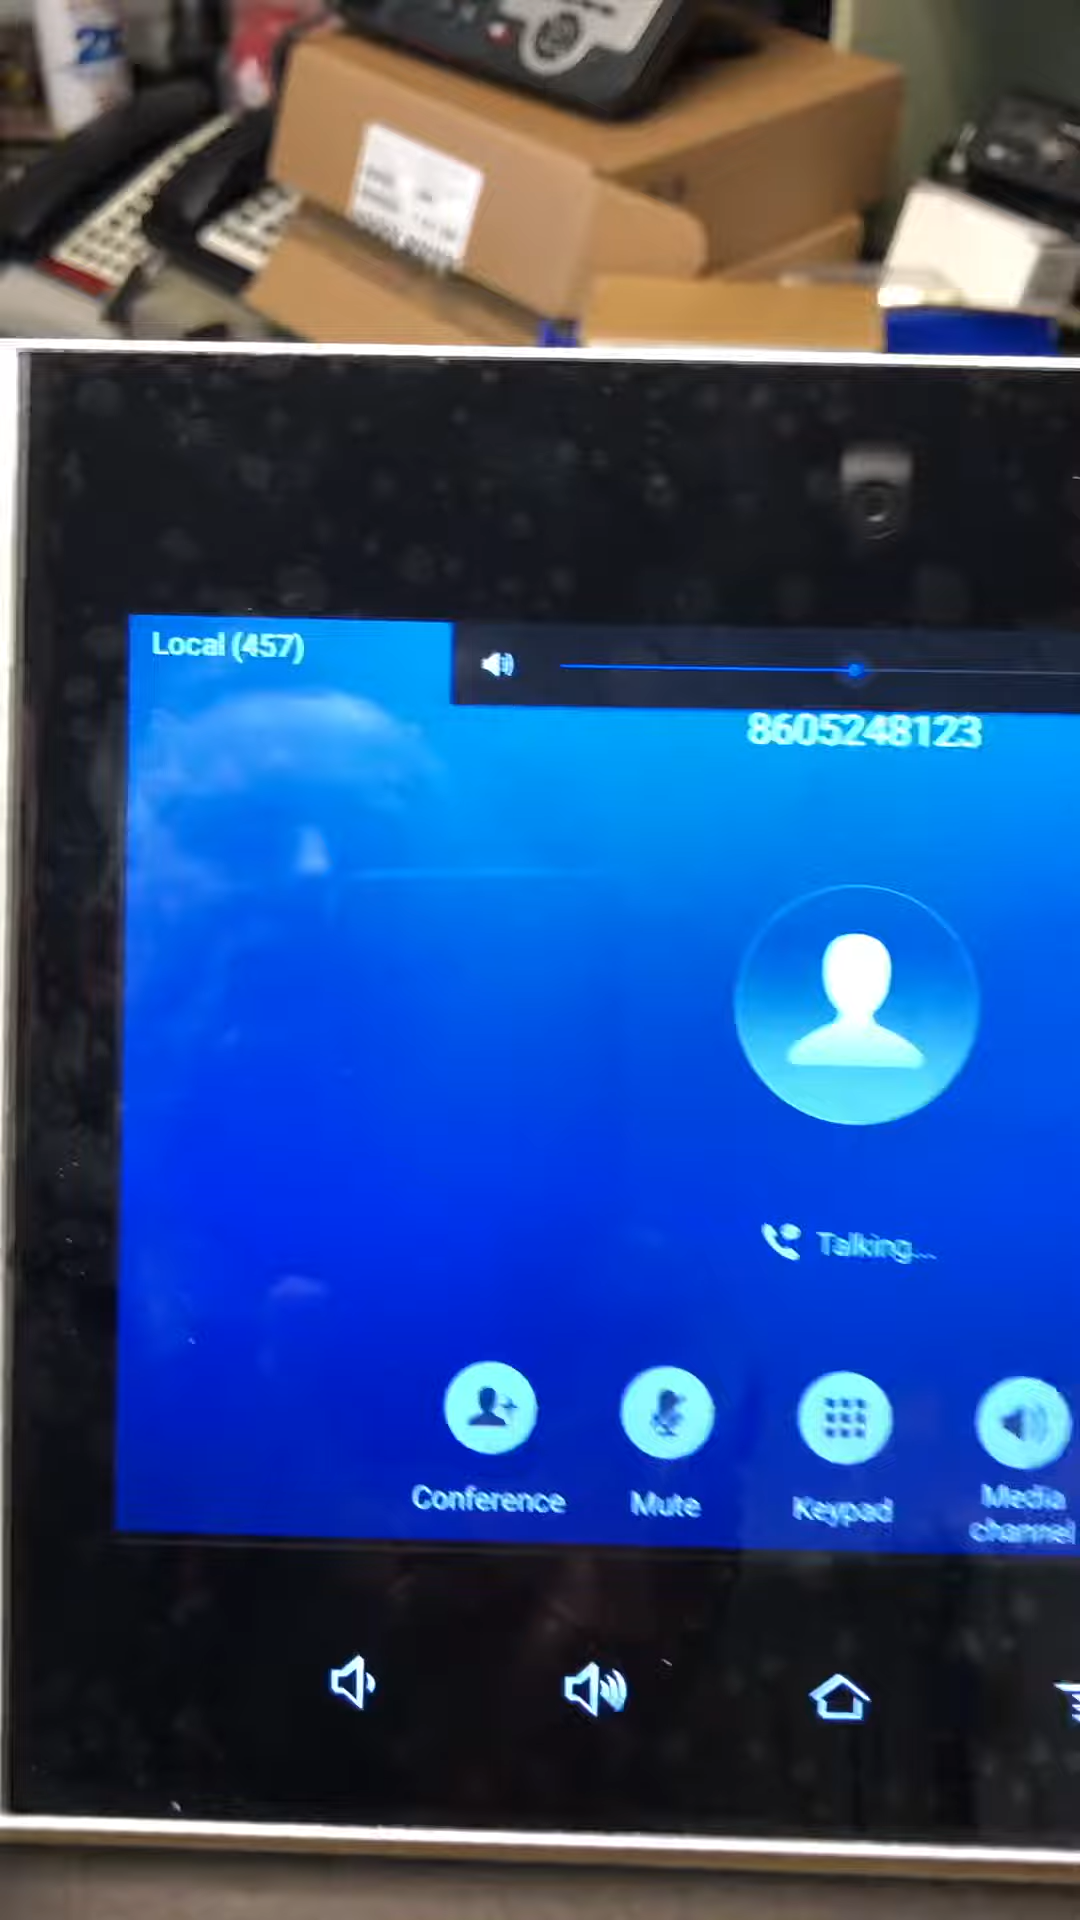 Local (457)
8605248123
Talking...
Conference
Mute
Keypad
Media
channel